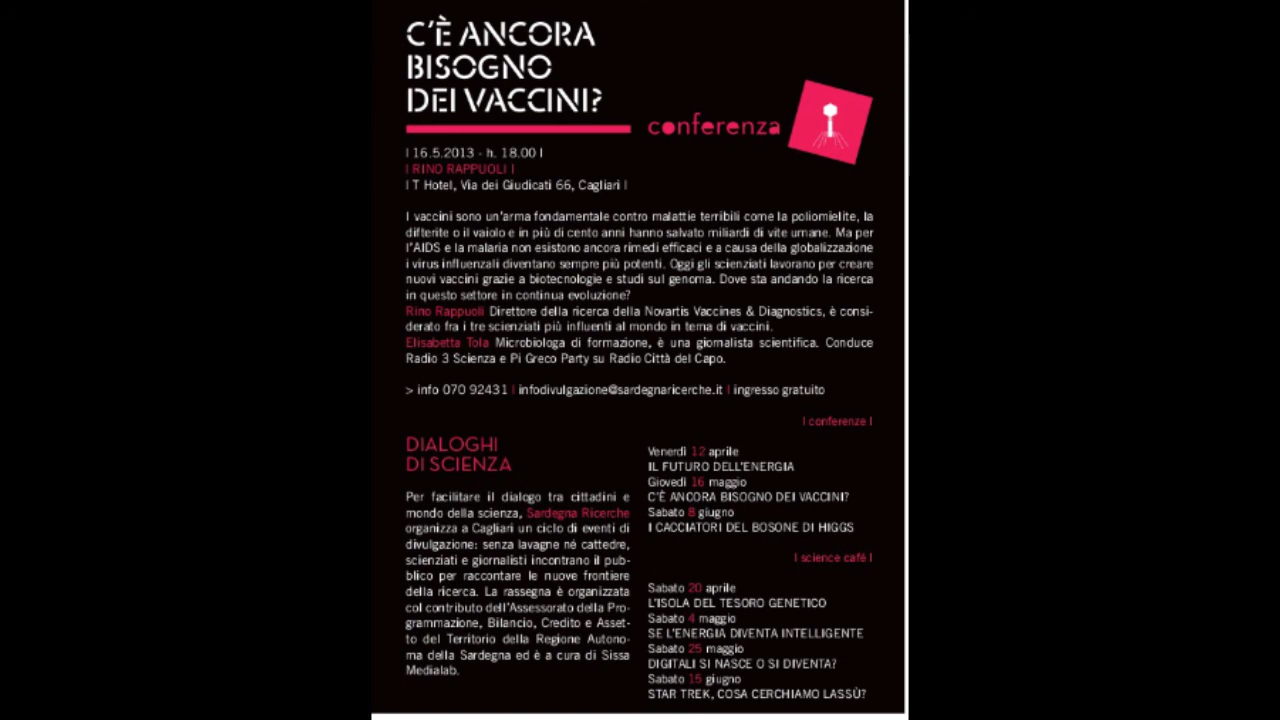 C'È ANCORA
BISOGNO
DEI VACCINI?
conferenza
| 16.5.2013 - h. 18.00 |
| RINO RAPPUOLI |
| T Hotel, Via dei Giudicati 66, Cagliari |
I vaccini sono un'arma fondamentale contro malattie terribili come la poliomielite, la
difterite o il vaiolo e in più di cento anni hanno salvato miliardi di vite umane. Ma per
l'AIDS e la malaria non esistono ancora rimedi efficaci e a causa della globalizzazione
i virus influenzali diventano sempre più potenti. Oggi gli scienziati lavorano per creare
nuovi vaccini grazie a biotecnologie e studi sul genoma. Dove sta andando la ricerca
in questo settore in continua evoluzione?
Rino Rappuoli Direttore della ricerca della Novartis Vaccines & Diagnostics, è consi-
derato fra i tre scienziati più influenti al mondo in tema di vaccini.
Elisabetta Tola Microbiologa di formazione, è una giornalista scientifica. Conduce
Radio 3 Scienza e Pi Greco Party su Radio Città del Capo.
> info 070 92431 | infodivulgazione@sardegnaricerche.it | ingresso gratuito
DIALOGHI
DI SCIENZA
Per facilitare il dialogo tra cittadini e
mondo della scienza, Sardegna Ricerche
organizza a Cagliari un ciclo di eventi di
divulgazione: senza lavagne né cattedre,
scienziati e giornalisti incontrano il pub-
blico per raccontare le nuove frontiere
della ricerca. La rassegna è organizzata
col contributo dell'Assessorato della Pro-
grammazione, Bilancio, Credito e Asset-
to del Territorio della Regione Autono-
ma della Sardegna ed è a cura di Sissa
Medialab.
| conferenze |
Venerdì 12 aprile
IL FUTURO DELL'ENERGIA
Giovedì 16 maggio
C'È ANCORA BISOGNO DEI VACCINI?
Sabato 8 giugno
I CACCIATORI DEL BOSONE DI HIGGS
| science café |
Sabato 20 aprile
L'ISOLA DEL TESORO GENETICO
Sabato 4 maggio
SE L'ENERGIA DIVENTA INTELLIGENTE
Sabato 25 maggio
DIGITALI SI NASCE O SI DIVENTA?
Sabato 15 giugno
STAR TREK, COSA CERCHIAMO LASSÙ?